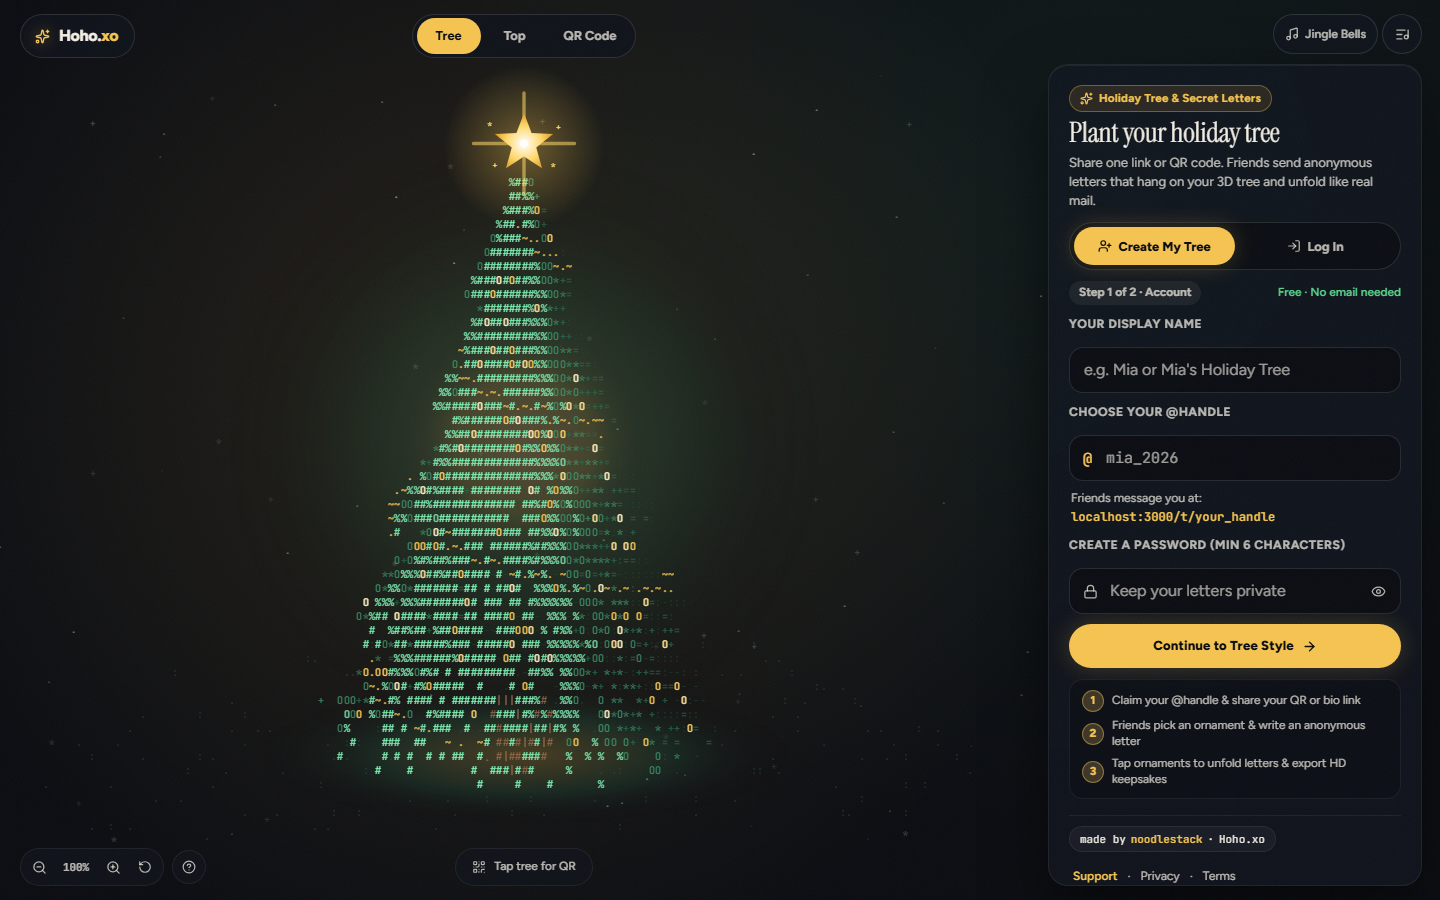 Hoho.xo
Tree
Top
QR Code
Jingle Bells
Holiday Tree & Secret Letters
Plant your holiday tree
Share one link or QR code. Friends send anonymous
letters that hang on your 3D tree and unfold like real
mail.
Create My Tree
Log In
Step 1 of 2 · Account
Free · No email needed
YOUR DISPLAY NAME
e.g. Mia or Mia's Holiday Tree
CHOOSE YOUR @HANDLE
@ mia_2026
Friends message you at:
localhost:3000/t/your_handle
CREATE A PASSWORD (MIN 6 CHARACTERS)
Keep your letters private
Continue to Tree Style →
1 Claim your @handle & share your QR or bio link
2 Friends pick an ornament & write an anonymous
letter
3 Tap ornaments to unfold letters & export HD
keepsakes
made by noodlestack · Hoho.xo
Support · Privacy · Terms
100%
Tap tree for QR